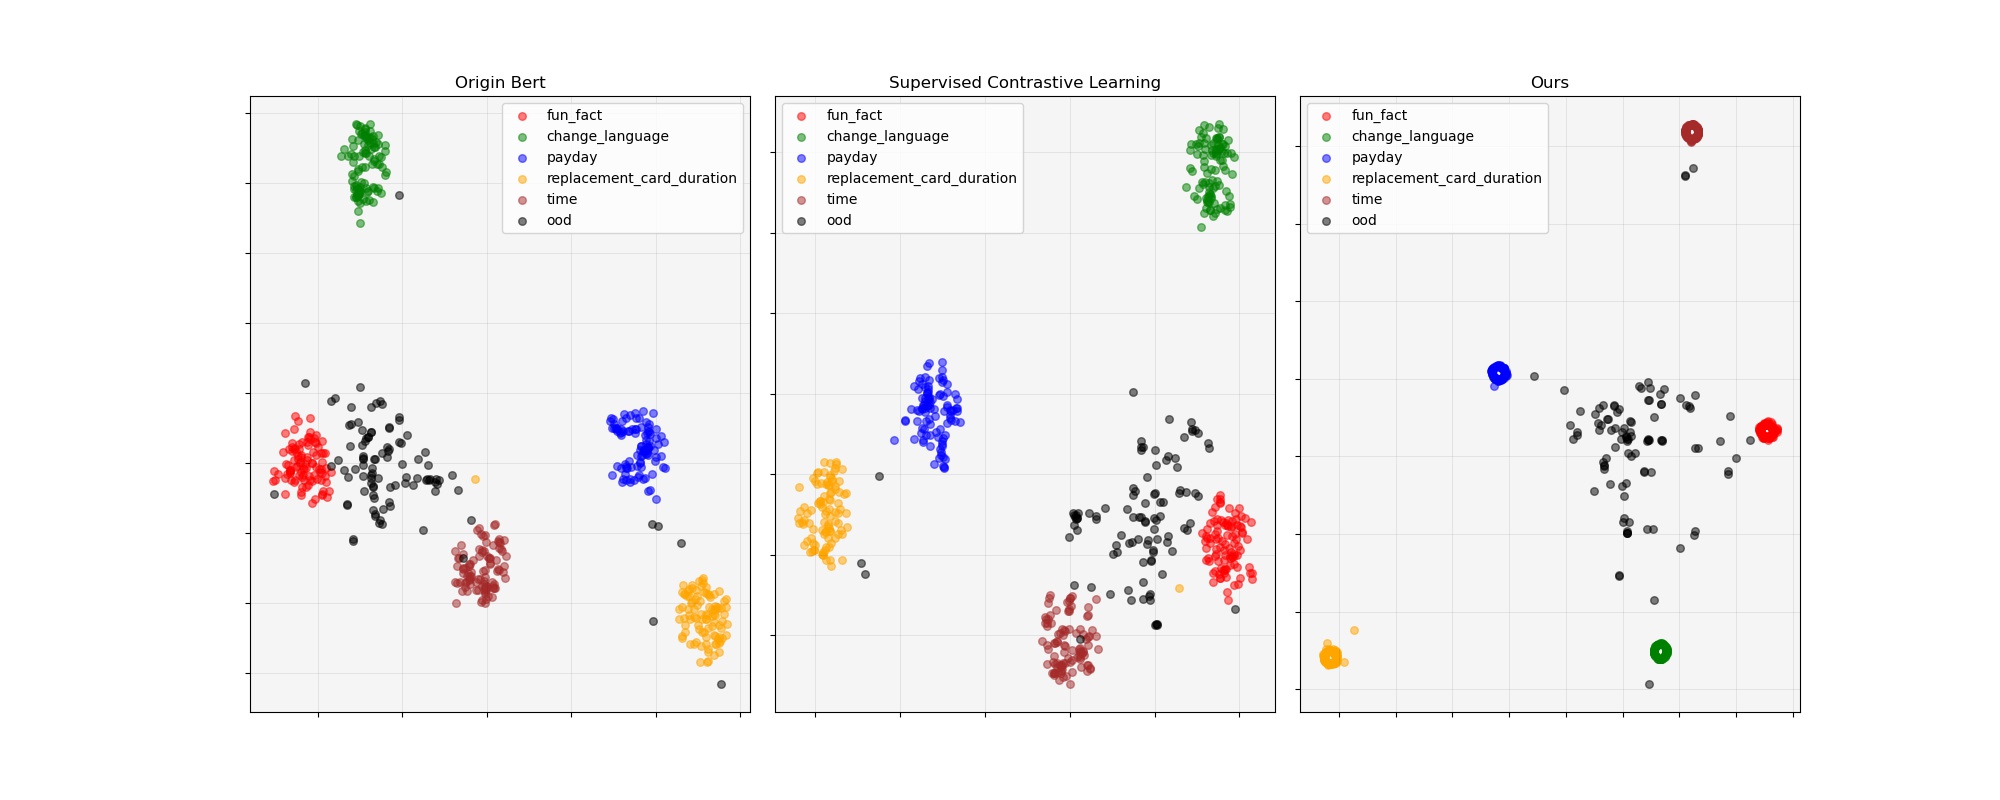 Origin Bert
fun_fact
change_language
payday
replacement_card_duration
time
ood
Supervised Contrastive Learning
fun_fact
change_language
payday
replacement_card_duration
time
ood
Ours
fun_fact
change_language
payday
replacement_card_duration
time
ood